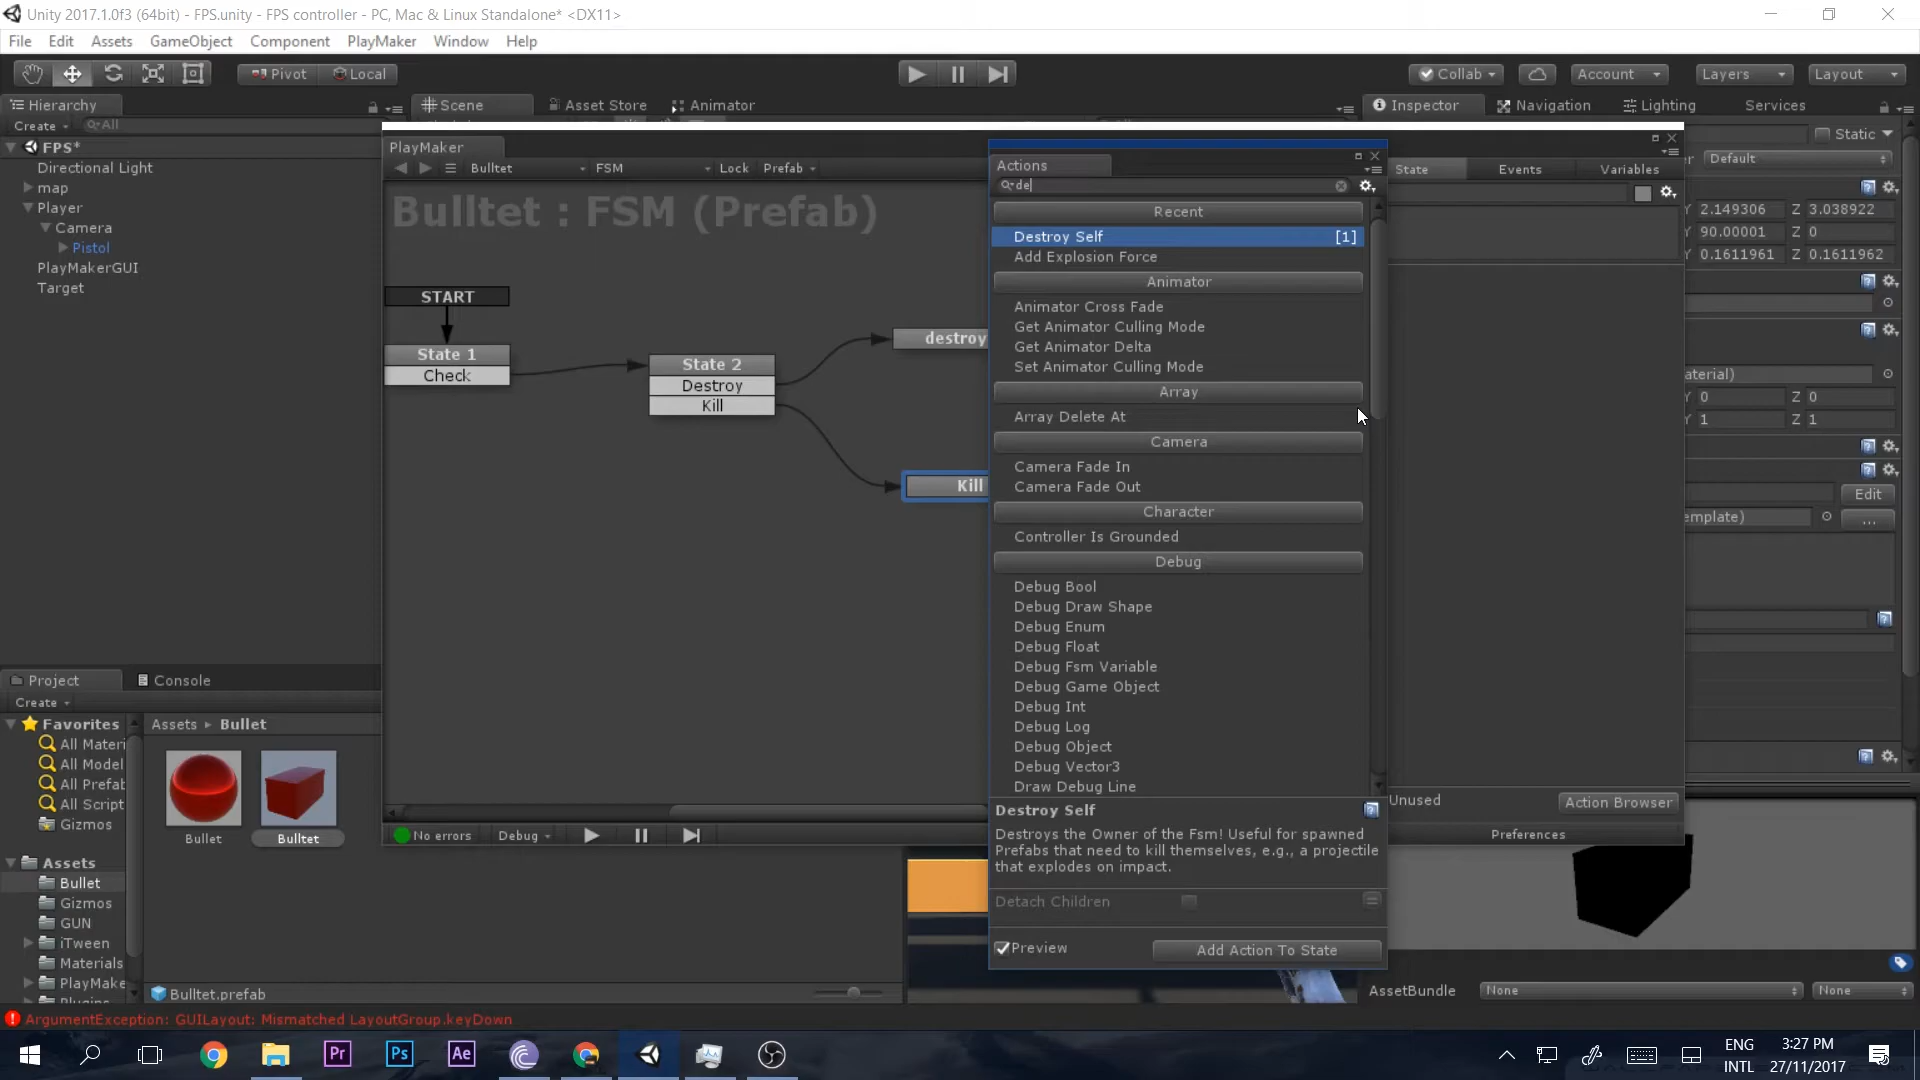 Unity 2017.1.0f3 (64bit) - FPS.unity - FPS controller - PC, Mac & Linux Standalone* <DX11>
File Edit Assets GameObject Component PlayMaker Window Help
Pivot Local Collab Account Layers Layout
Hierarchy Scene Asset Store Animator Inspector Navigation Lighting Services
Create All
FPS*
Directional Light
map
Player
Camera
Pistol
PlayMakerGUI
Target
PlayMaker
Bulltet FSM Lock Prefab
Bulltet : FSM (Prefab)
START
State 1
Check
State 2
Destroy
Kill
destroy
Kill
No errors Debug
Actions
de
Recent
Destroy Self [1]
Add Explosion Force
Animator
Animator Cross Fade
Get Animator Culling Mode
Get Animator Delta
Set Animator Culling Mode
Array
Array Delete At
Camera
Camera Fade In
Camera Fade Out
Character
Controller Is Grounded
Debug
Debug Bool
Debug Draw Shape
Debug Enum
Debug Float
Debug Fsm Variable
Debug Game Object
Debug Int
Debug Log
Debug Object
Debug Vector3
Draw Debug Line
Destroy Self
Destroys the Owner of the Fsm! Useful for spawned
Prefabs that need to kill themselves, e.g., a projectile
that explodes on impact.
Detach Children
Preview Add Action To State
State Events Variables
Unused Action Browser
Preferences
Static
Default
Y 2.149306 Z 3.038922
Y 90.00001 Z 0
Y 0.1611961 Z 0.1611962
aterial)
Y 0 Z 0
Y 1 Z 1
Edit
emplate) ...
AssetBundle None None
Project Console
Create
Favorites
All Materi
All Model
All Prefab
All Script
Gizmos
Assets
Bullet
Gizmos
GUN
iTween
Materials
PlayMake
Assets Bullet
Bullet Bulltet
Bulltet.prefab
ArgumentException: GUILayout: Mismatched LayoutGroup.keyDown
Pr Ps Ae
ENG
INTL
3:27 PM
27/11/2017